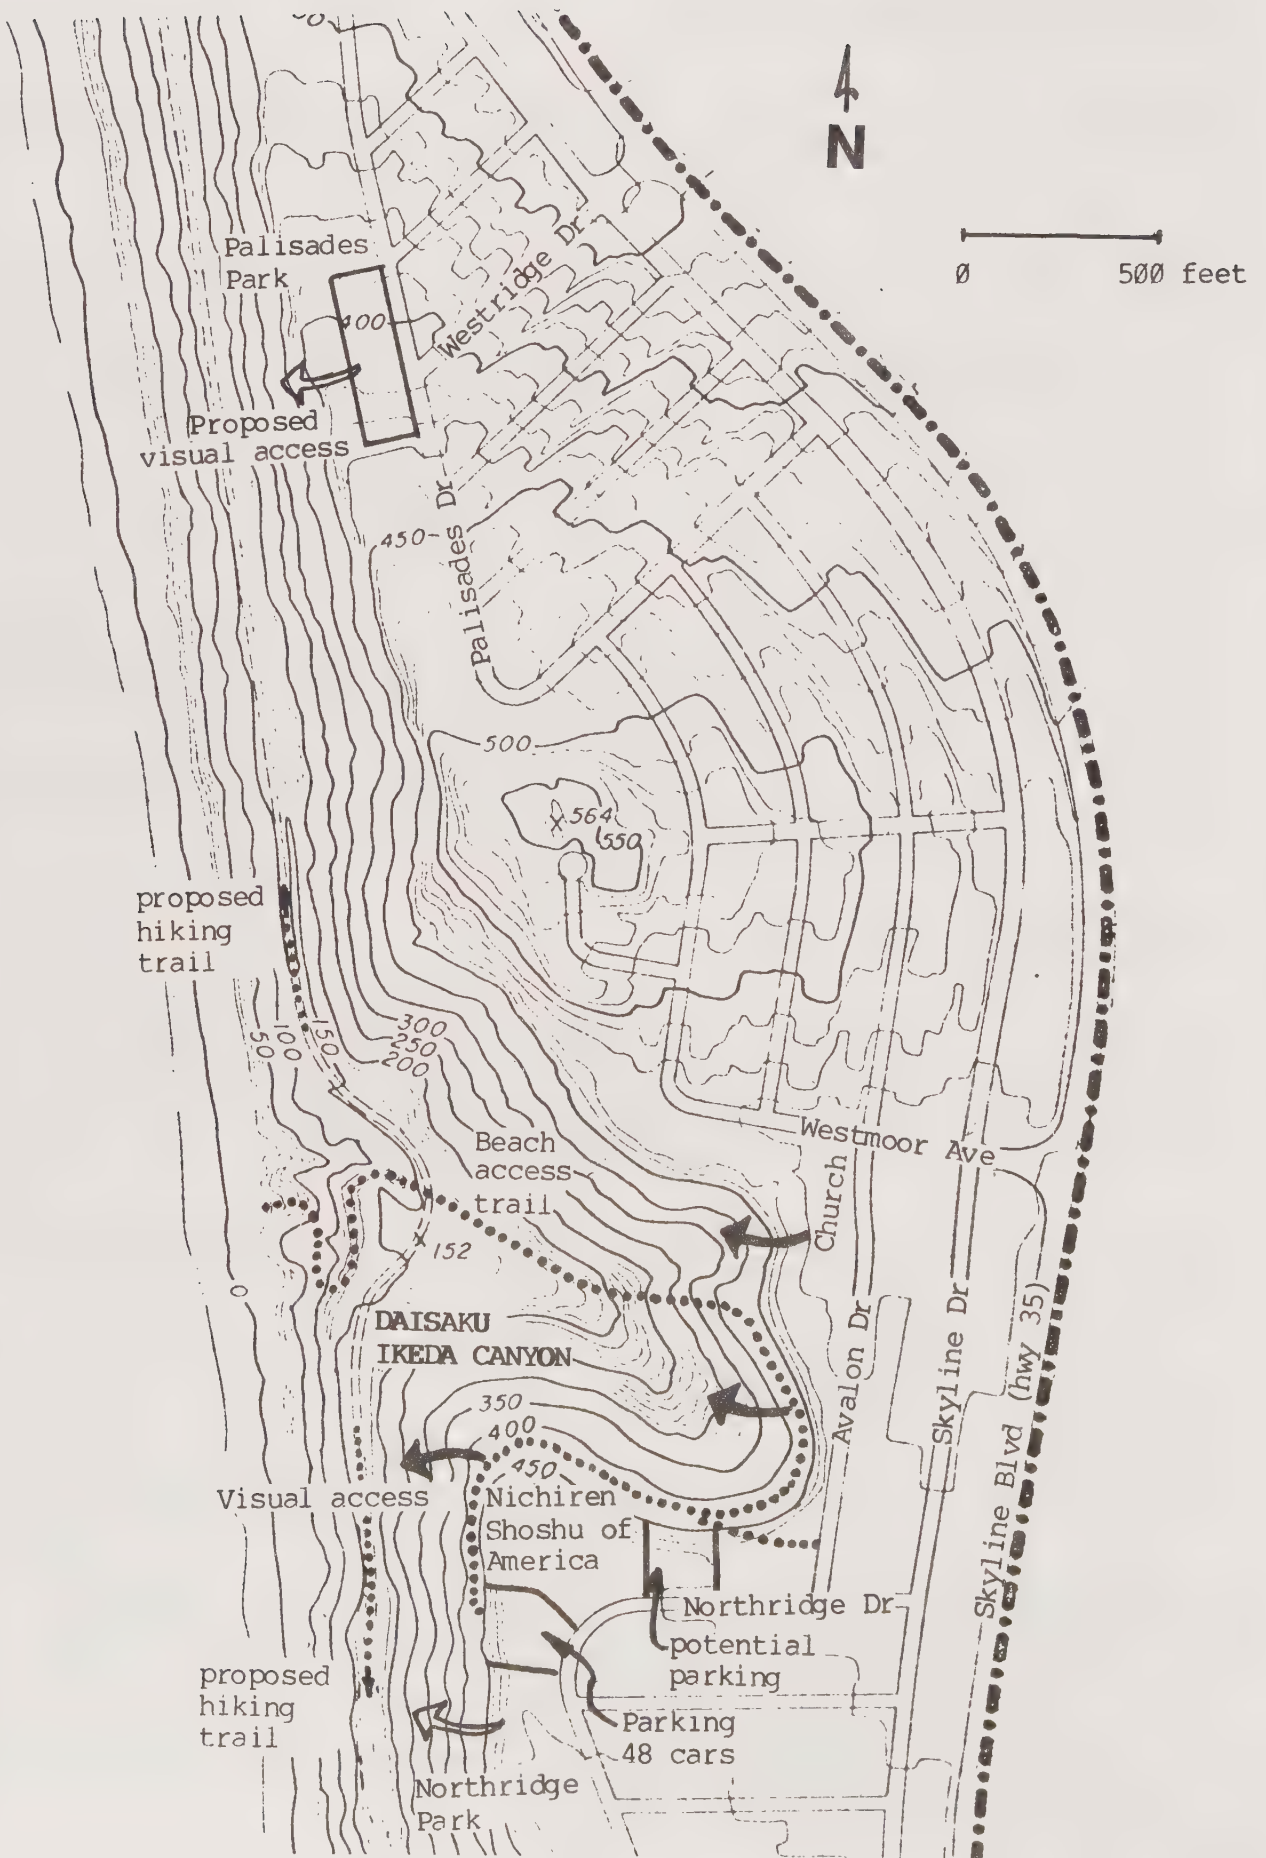 N
Ø 500 feet
Palisades
Park
400
Westridge Dr
Proposed
visual access
450
Palisades Dr
500
564
550
proposed
hiking
trail
50
100
150
300
250
200
Westmoor Ave
Beach
access
trail
Church
152
0
DAISAKU
IKEDA CANYON
Avalon Dr
Skyline Dr
Skyline Blvd (hwy 35)
350
400
450
Visual access
Nichiren
Shoshu of
America
Northridge Dr
potential
parking
proposed
hiking
trail
Parking
48 cars
Northridge
Park